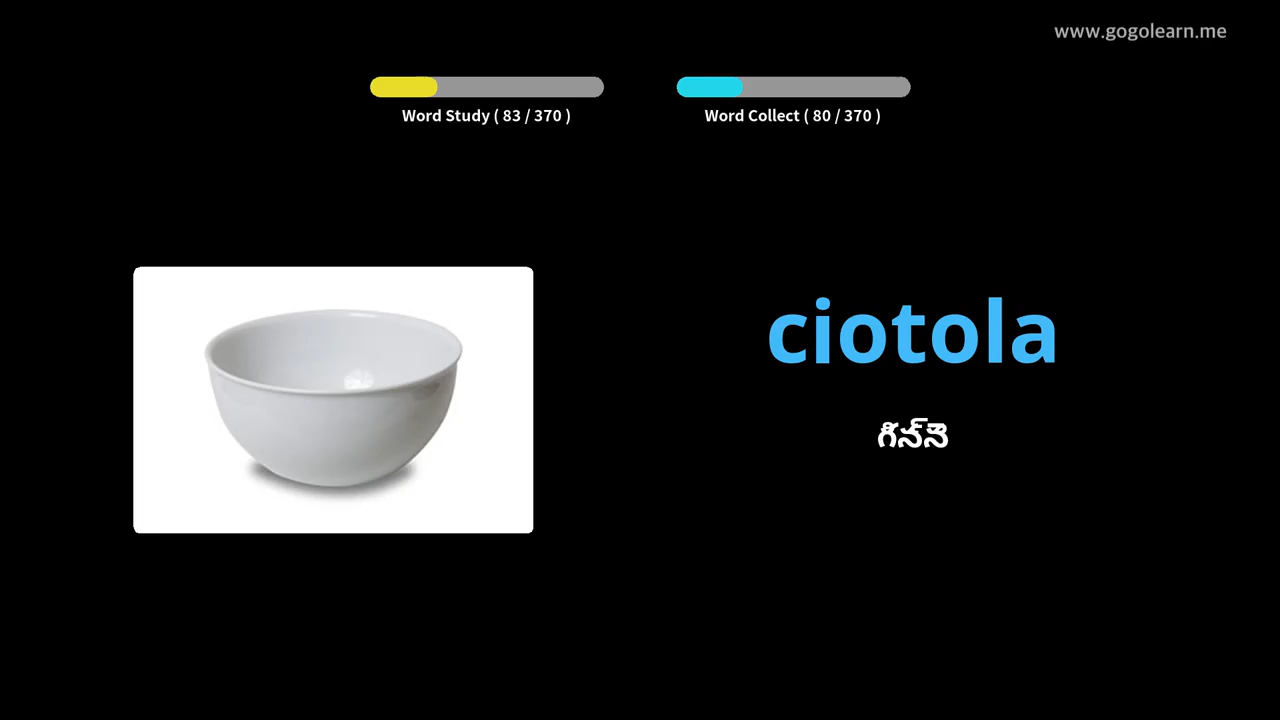 www.gogolearn.me
Word Study ( 83 / 370 )
Word Collect ( 80 / 370 )
ciotola
గిన్నె